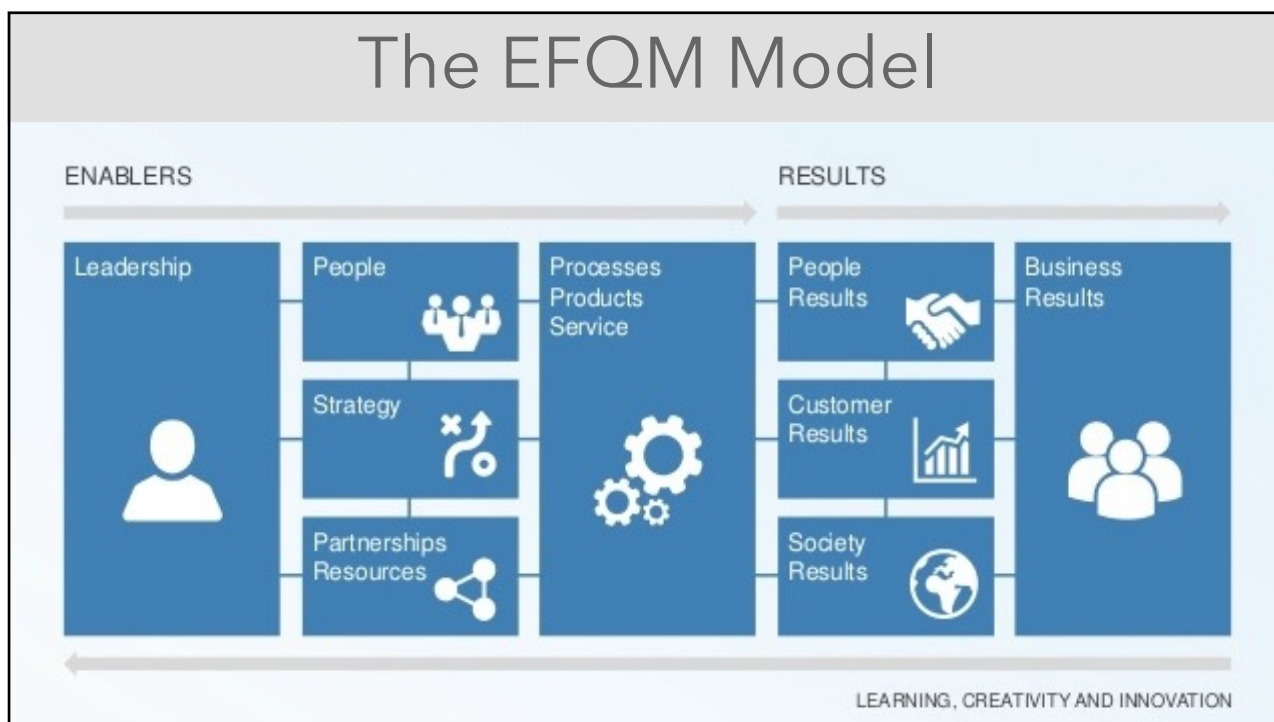 The EFQM Model
ENABLERS
RESULTS
Leadership
People
Processes
Products
Service
People
Results
Business
Results
Strategy
Customer
Results
Partnerships
Resources
Society
Results
LEARNING, CREATIVITY AND INNOVATION